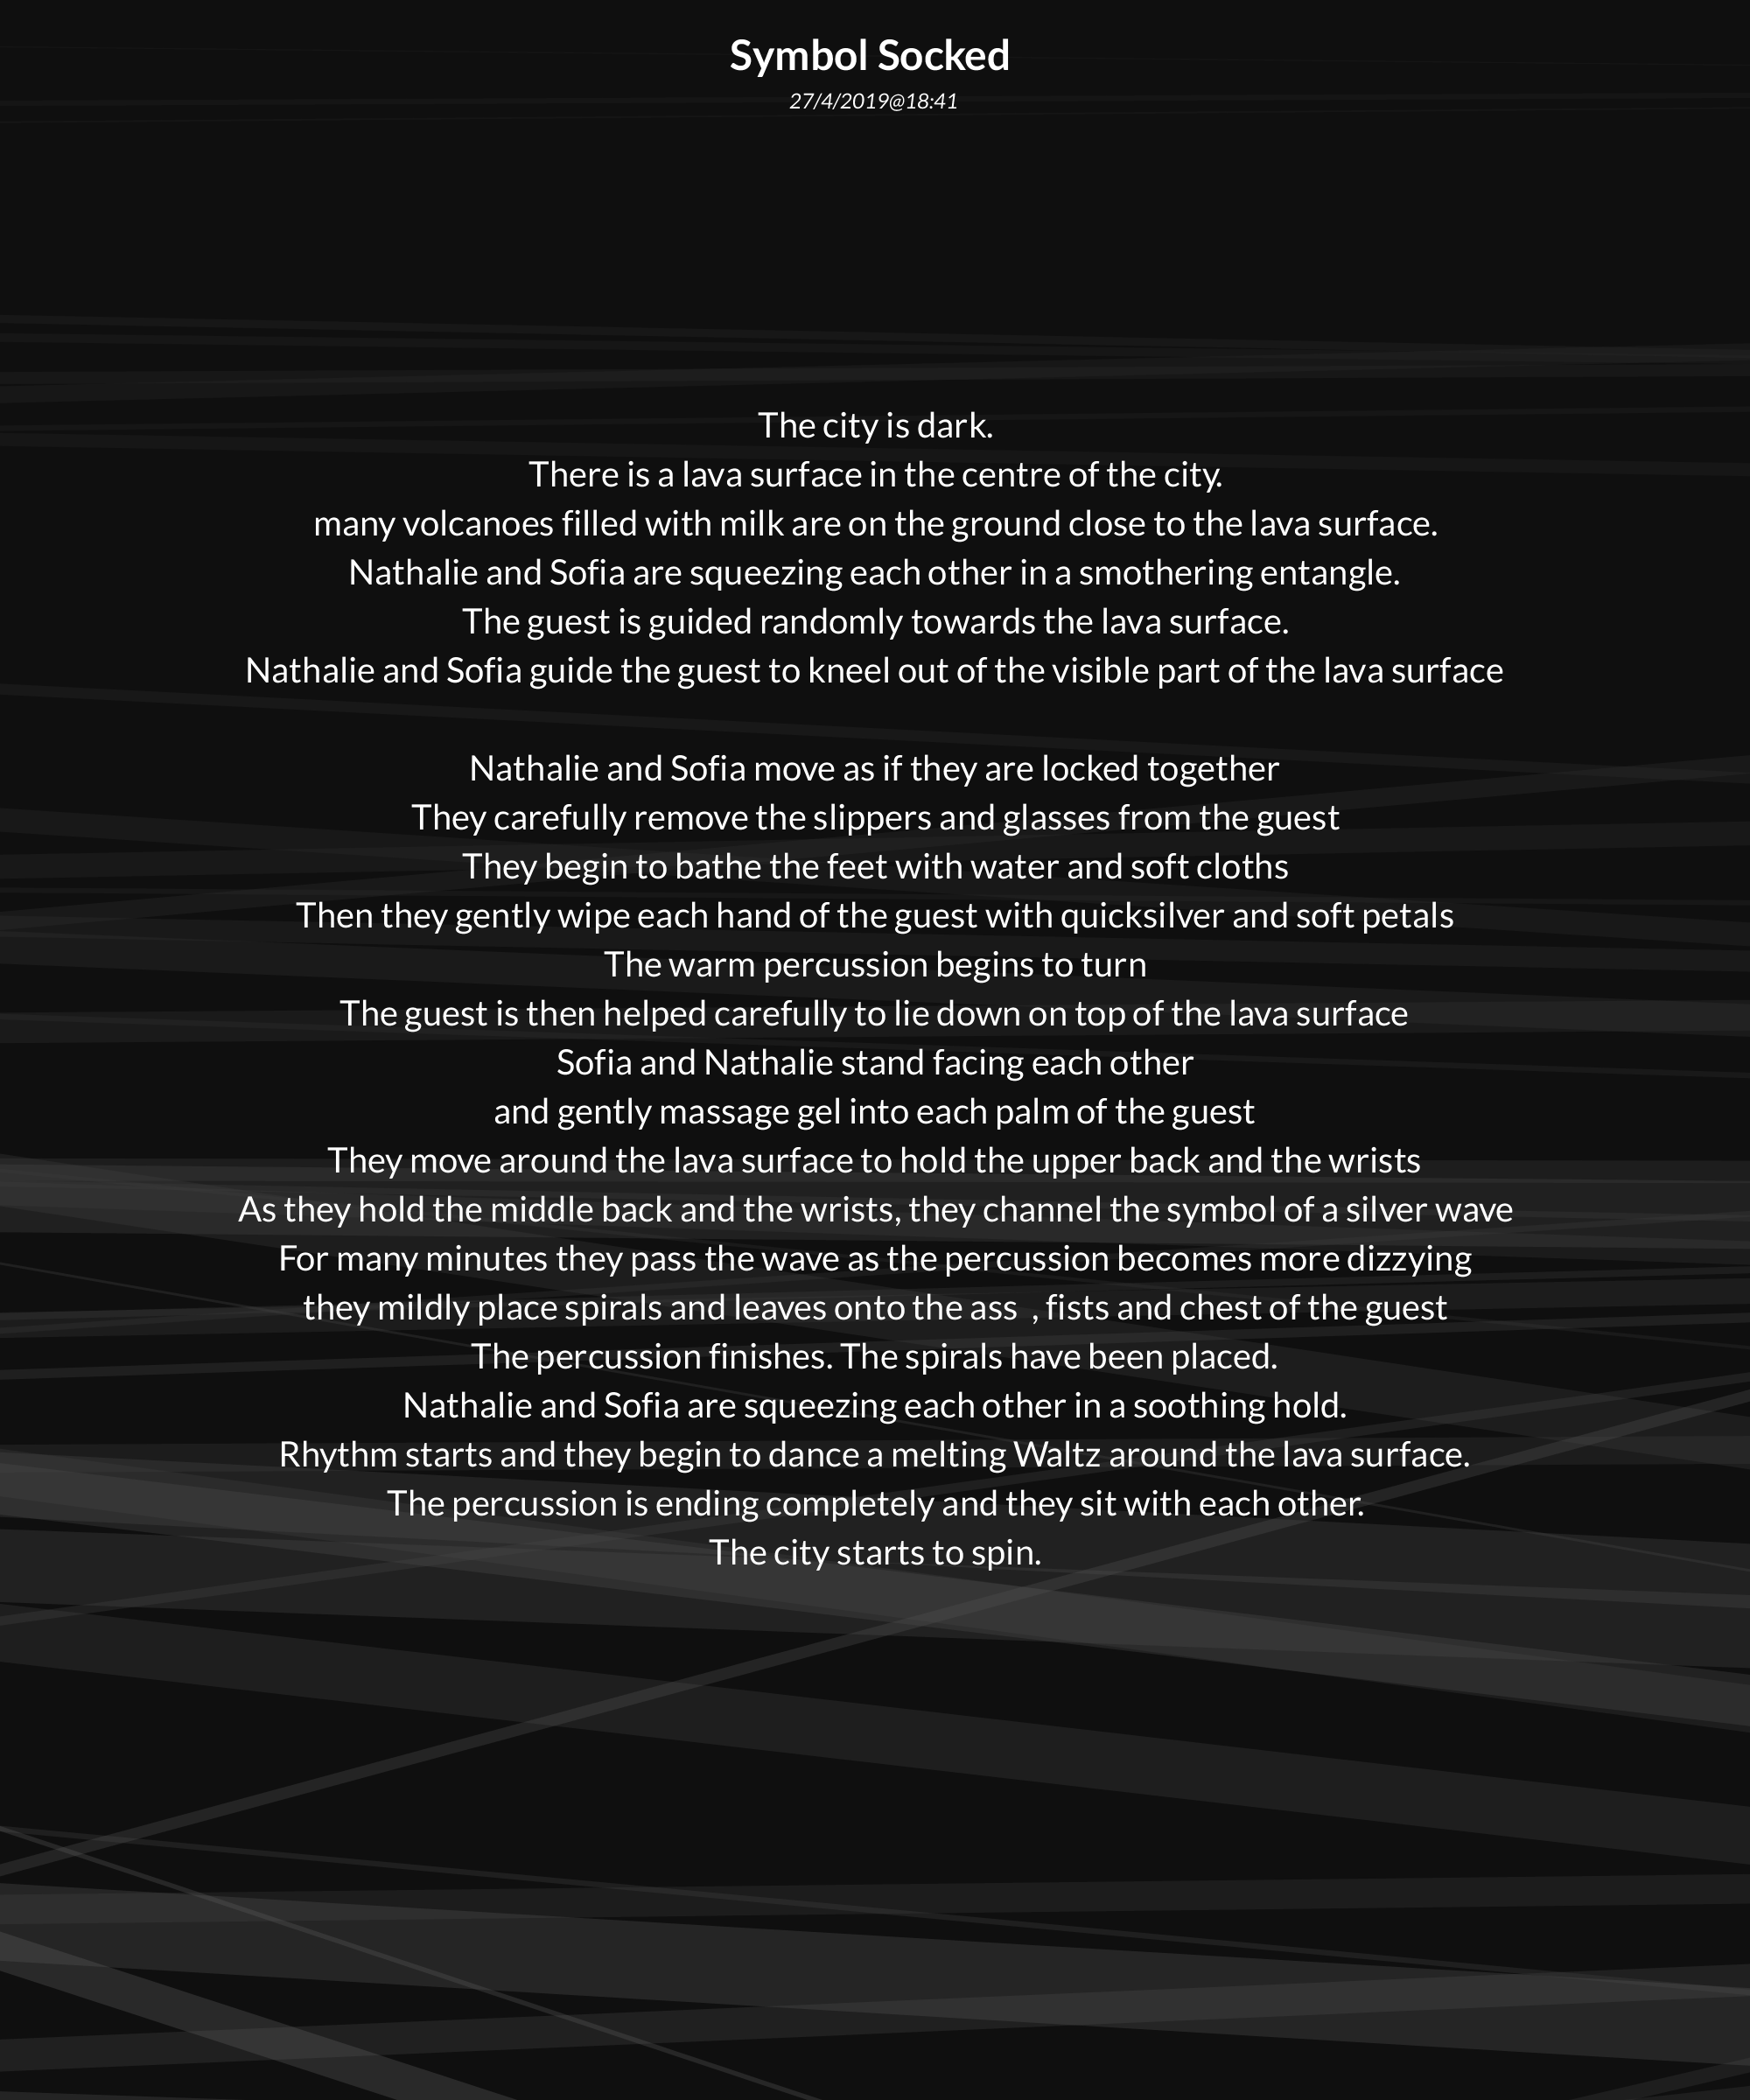 Symbol Socked
27/4/2019@18:41
The city is dark.
There is a lava surface in the centre of the city.
many volcanoes filled with milk are on the ground close to the lava surface.
Nathalie and Sofia are squeezing each other in a smothering entangle.
The guest is guided randomly towards the lava surface.
Nathalie and Sofia guide the guest to kneel out of the visible part of the lava surface
Nathalie and Sofia move as if they are locked together
They carefully remove the slippers and glasses from the guest
They begin to bathe the feet with water and soft cloths
Then they gently wipe each hand of the guest with quicksilver and soft petals
The warm percussion begins to turn
The guest is then helped carefully to lie down on top of the lava surface
Sofia and Nathalie stand facing each other
and gently massage gel into each palm of the guest
They move around the lava surface to hold the upper back and the wrists
As they hold the middle back and the wrists, they channel the symbol of a silver wave
For many minutes they pass the wave as the percussion becomes more dizzying
they mildly place spirals and leaves onto the ass  , fists and chest of the guest
The percussion finishes. The spirals have been placed.
Nathalie and Sofia are squeezing each other in a soothing hold.
Rhythm starts and they begin to dance a melting Waltz around the lava surface.
The percussion is ending completely and they sit with each other.
The city starts to spin.